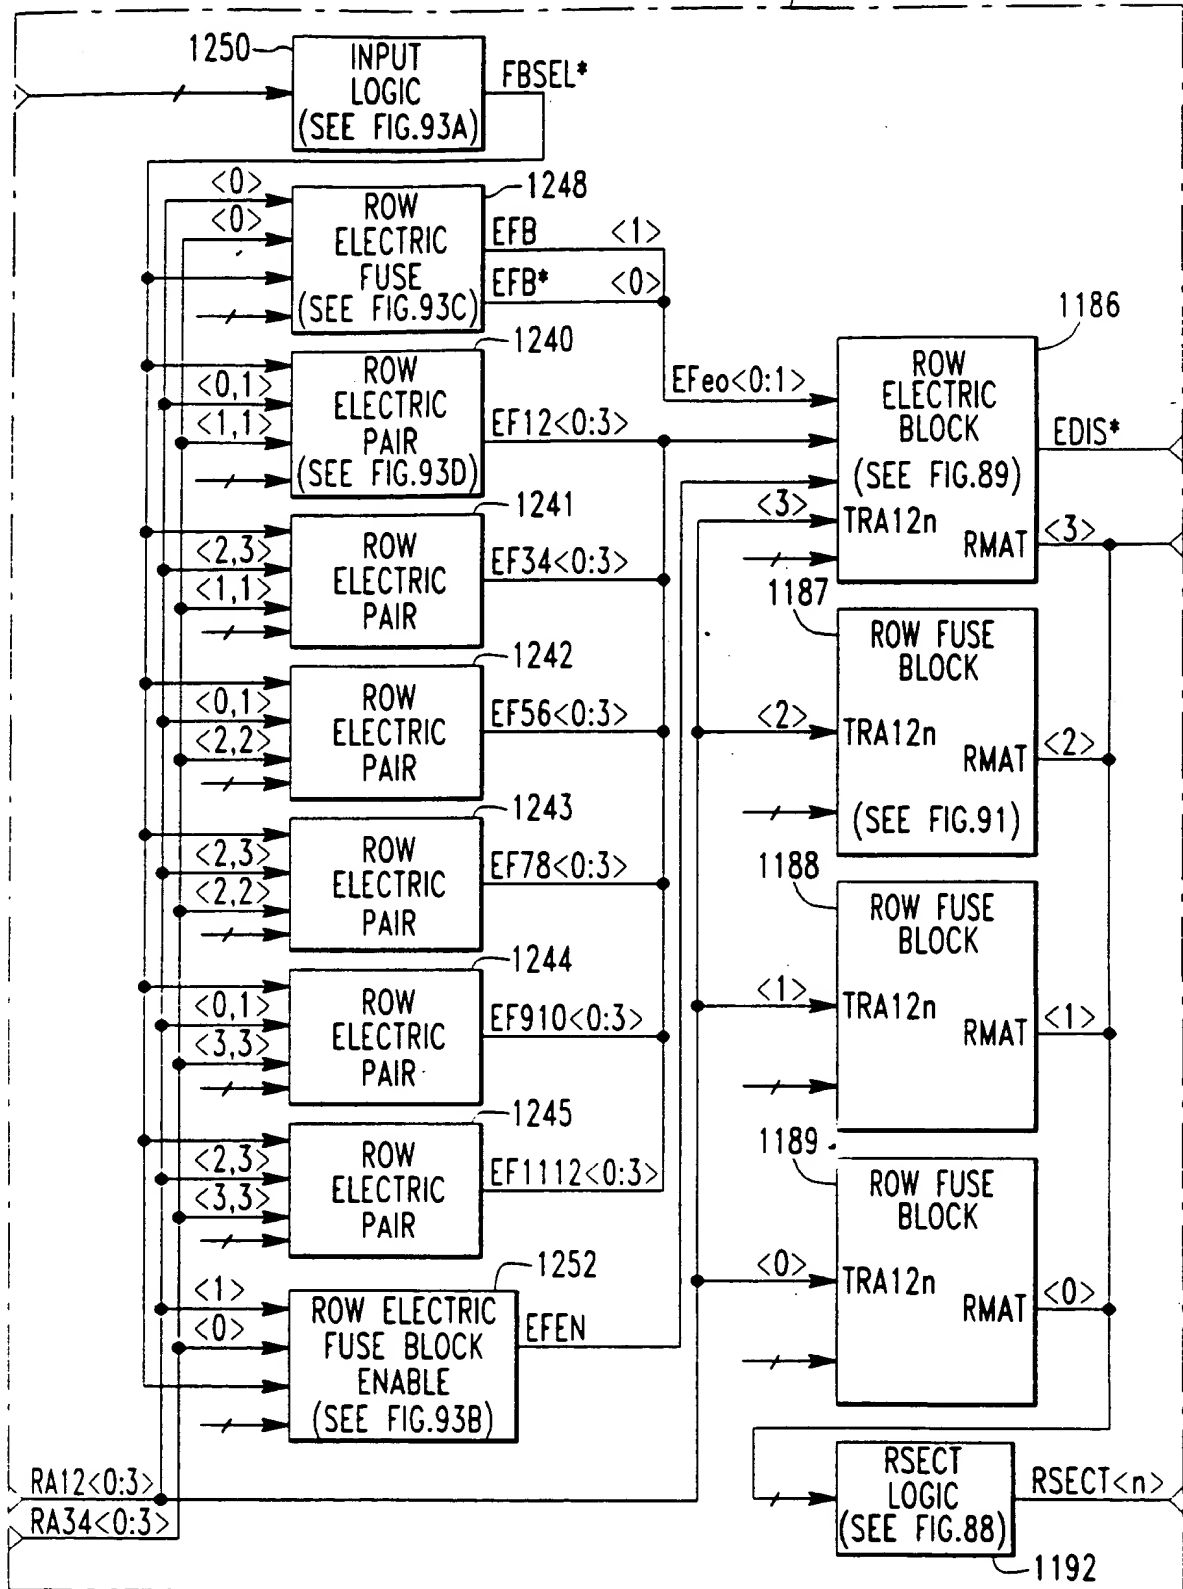 1250
INPUT
LOGIC
(SEE FIG.93A)
FBSEL*
<0>
<0>
1248
ROW
ELECTRIC
FUSE
(SEE FIG.93C)
EFB
<1>
EFB*
<0>
<0,1>
<1,1>
1240
ROW
ELECTRIC
PAIR
(SEE FIG.93D)
EF12<0:3>
<2,3>
<1,1>
1241
ROW
ELECTRIC
PAIR
EF34<0:3>
<0,1>
<2,2>
1242
ROW
ELECTRIC
PAIR
EF56<0:3>
<2,3>
<2,2>
1243
ROW
ELECTRIC
PAIR
EF78<0:3>
<0,1>
<3,3>
1244
ROW
ELECTRIC
PAIR
EF910<0:3>
<2,3>
<3,3>
1245
ROW
ELECTRIC
PAIR
EF1112<0:3>
<1>
<0>
1252
ROW ELECTRIC
FUSE BLOCK
ENABLE
(SEE FIG.93B)
EFEN
RA12<0:3>
RA34<0:3>
EFeo<0:1>
1186
ROW
ELECTRIC
BLOCK
(SEE FIG.89)
EDIS*
<3>
TRA12n
RMAT
<3>
1187
ROW FUSE
BLOCK
<2>
TRA12n
RMAT
<2>
(SEE FIG.91)
1188
ROW FUSE
BLOCK
<1>
TRA12n
RMAT
<1>
1189
ROW FUSE
BLOCK
<0>
TRA12n
RMAT
<0>
RSECT
LOGIC
(SEE FIG.88)
RSECT<n>
1192